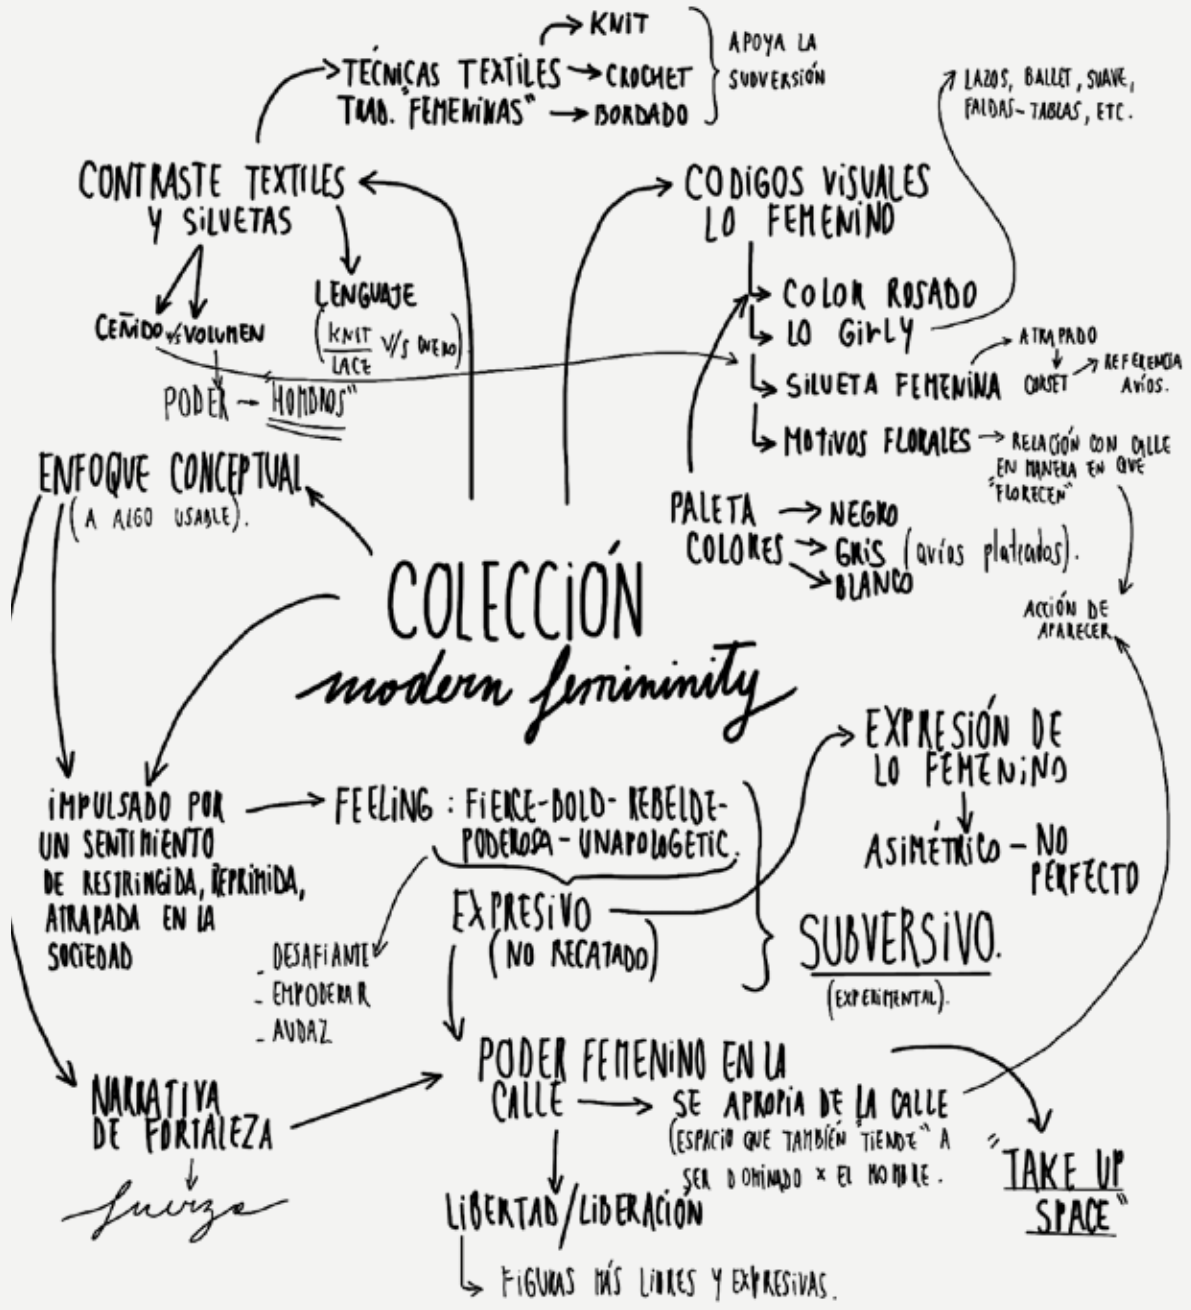 KNIT
TÉCNICAS TEXTILES
CROCHET
TRAD. "FEMENINAS"
BORDADO
APOYA LA
SUBVERSIÓN
LAZOS, BALLET, SUAVE,
FALDAS-TABLAS, ETC.
CONTRASTE TEXTILES
Y SILVETAS
CEÑIDO v/s VOLUMEN
PODER - "HOMBROS"
LENGUAJE
(KNIT
LACE
V/S CUERO)
CODIGOS VISUALES
LO FEMENINO
COLOR ROSADO
LO GIRLY
SILUETA FEMENINA
ATRAPADO
CORSET
REFERENCIA
AVÍOS.
MOTIVOS FLORALES
RELACIÓN CON CALLE
EN MANERA EN QUE
"FLORECEN"
ACCIÓN DE
APARECER
PALETA
COLORES
NEGRO
GRIS (avíos plateados).
BLANCO
ENFOQUE CONCEPTUAL
(A ALGO USABLE).
COLECCIÓN
modern femininity
IMPULSADO POR
UN SENTIMIENTO
DE RESTRINGIDA, REPRIMIDA,
ATRAPADA EN LA
SOCIEDAD
FEELING : FIERCE-BOLD-REBELDE-
PODEROSA-UNAPOLOGETIC.
- DESAFIANTE
- EMPODERAR
- AUDAZ
EXPRESIVO
(NO RECATADO)
EXPRESIÓN DE
LO FEMENINO
ASIMÉTRICO - NO
PERFECTO
SUBVERSIVO.
(EXPERIMENTAL).
NARRATIVA
DE FORTALEZA
fuerza
PODER FEMENINO EN LA
CALLE
SE APROPIA DE LA CALLE
(ESPACIO QUE TAMBIÉN "TIENDE" A
SER DOMINADO x EL HOMBRE.
"TAKE UP
SPACE"
LIBERTAD/LIBERACIÓN
FIGURAS MÁS LIBRES Y EXPRESIVAS.